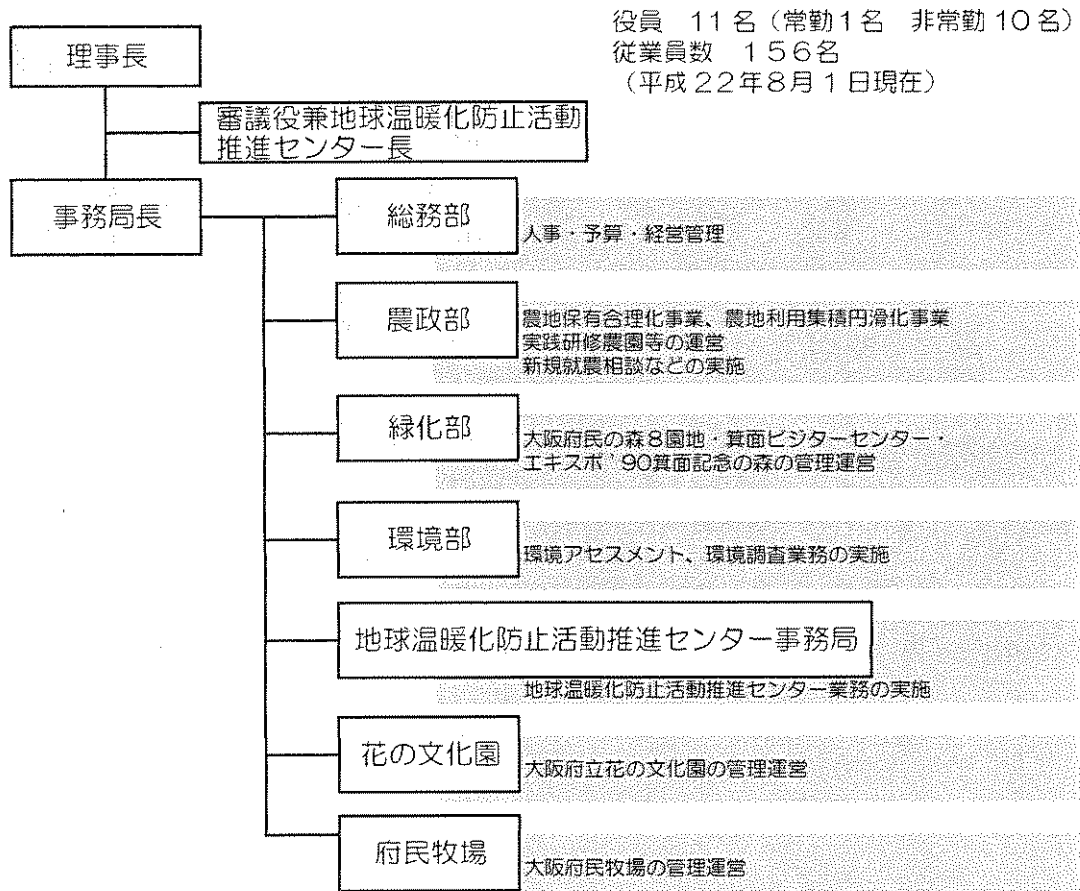 役員 11名（常勤1名 非常勤10名）
従業員数 156名
（平成22年8月1日現在）
理事長
審議役兼地球温暖化防止活動
推進センター長
事務局長
総務部
人事・予算・経営管理
農政部
農地保有合理化事業、農地利用集積円滑化事業
実践研修農園等の運営
新規就農相談などの実施
緑化部
大阪府民の森8園地・箕面ビジターセンター・
エキスポ'90箕面記念の森の管理運営
環境部
環境アセスメント、環境調査業務の実施
地球温暖化防止活動推進センター事務局
地球温暖化防止活動推進センター業務の実施
花の文化園
大阪府立花の文化園の管理運営
府民牧場
大阪府民牧場の管理運営